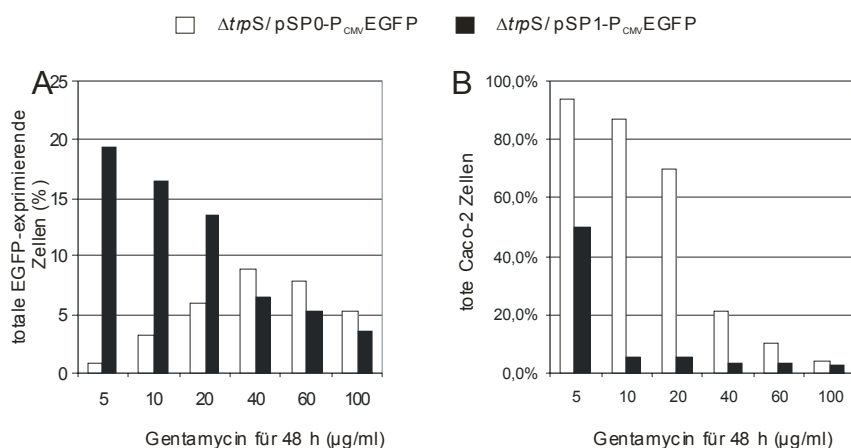 ΔtrpS/ pSP0-PCMVEGFP
ΔtrpS/ pSP1-PCMVEGFP
A
totale EGFP-exprimierende
Zellen (%)
25
20
15
10
5
0
5 10 20 40 60 100
Gentamycin für 48 h (µg/ml)
B
tote Caco-2 Zellen
100,0%
80,0%
60,0%
40,0%
20,0%
0,0%
5 10 20 40 60 100
Gentamycin für 48 h (µg/ml)